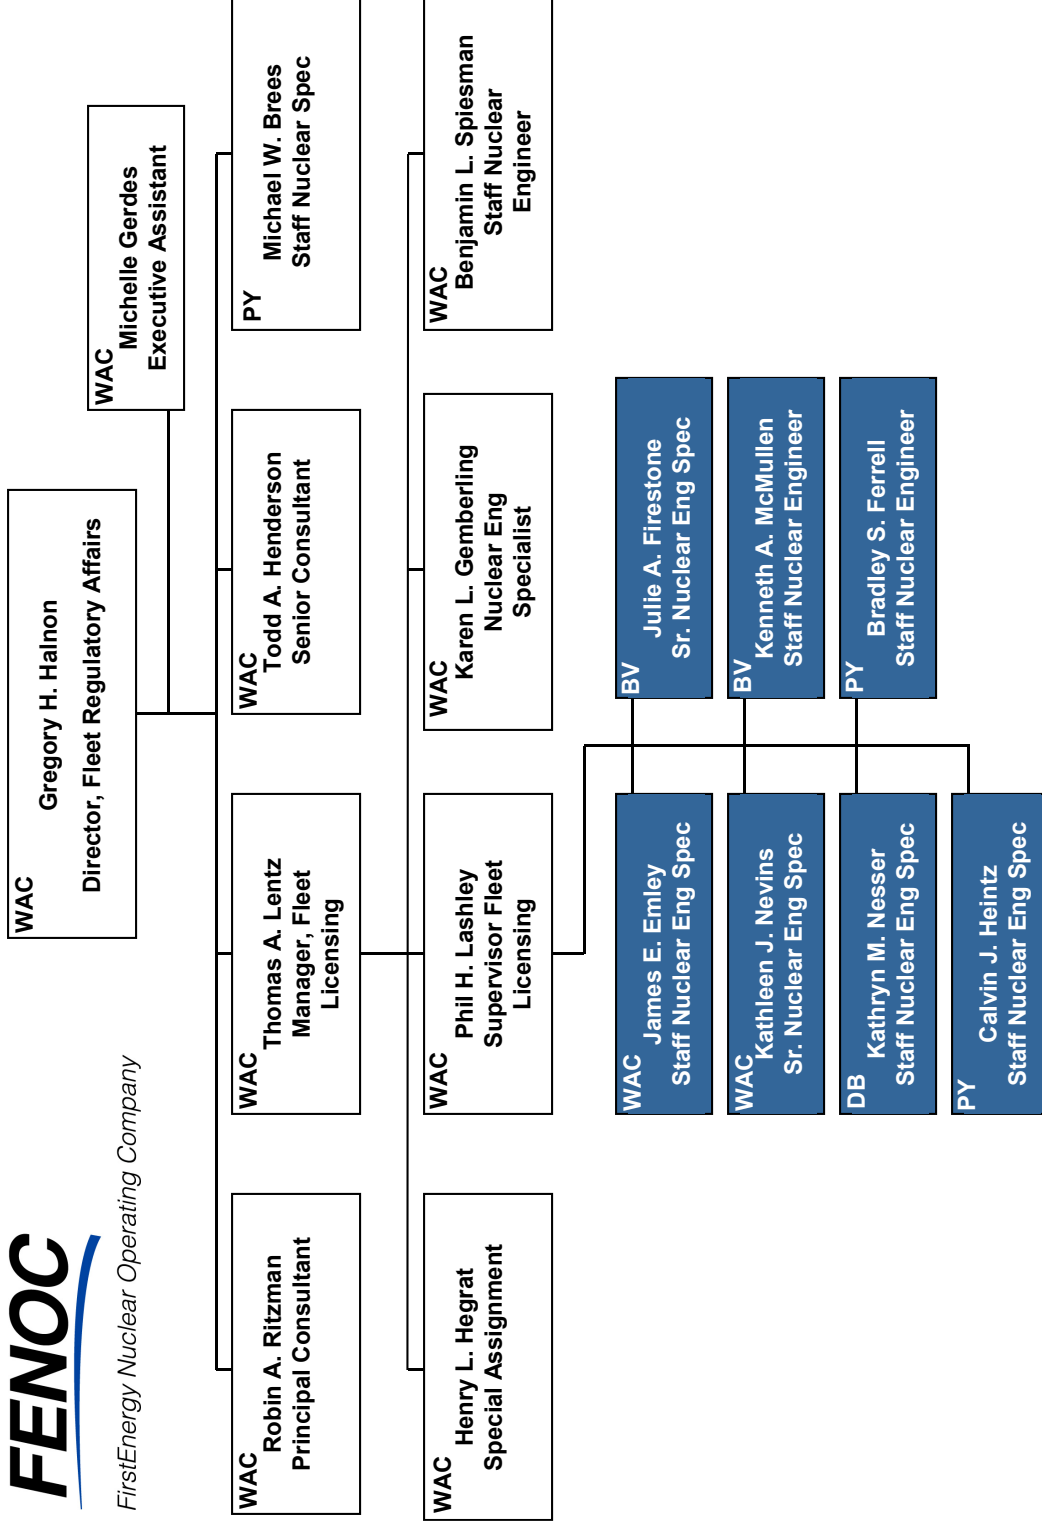 FENOC
FirstEnergy Nuclear Operating Company
WAC
Gregory H. Halnon
Director, Fleet Regulatory Affairs
WAC
Michelle Gerdes
Executive Assistant
WAC
Robin A. Ritzman
Principal Consultant
WAC
Thomas A. Lentz
Manager, Fleet
Licensing
WAC
Todd A. Henderson
Senior Consultant
PY
Michael W. Brees
Staff Nuclear Spec
WAC
Henry L. Hegrat
Special Assignment
WAC
Phil H. Lashley
Supervisor Fleet
Licensing
WAC
Karen L. Gemberling
Nuclear Eng
Specialist
WAC
Benjamin L. Spiesman
Staff Nuclear
Engineer
WAC
James E. Emley
Staff Nuclear Eng Spec
BV
Julie A. Firestone
Sr. Nuclear Eng Spec
WAC
Kathleen J. Nevins
Sr. Nuclear Eng Spec
BV
Kenneth A. McMullen
Staff Nuclear Engineer
DB
Kathryn M. Nesser
Staff Nuclear Eng Spec
PY
Bradley S. Ferrell
Staff Nuclear Engineer
PY
Calvin J. Heintz
Staff Nuclear Eng Spec